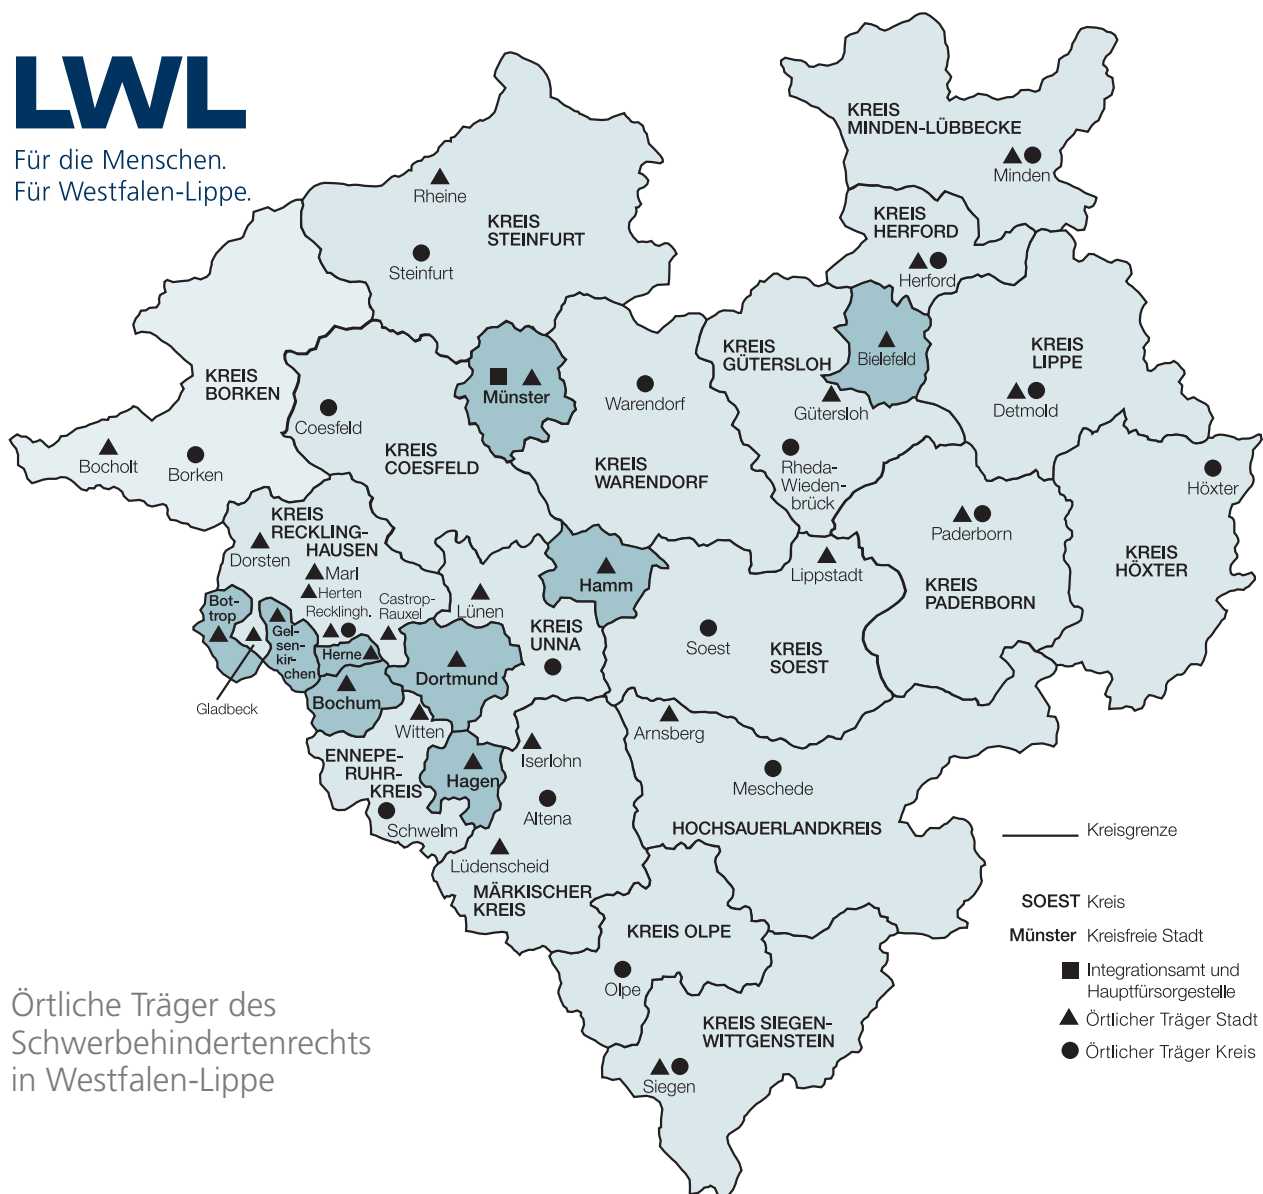 LWL
Für die Menschen.
Für Westfalen-Lippe.
KREIS
MINDEN-LÜBBECKE
Minden
KREIS
HERFORD
Herford
Rheine
KREIS
STEINFURT
Steinfurt
KREIS
BORKEN
Bocholt
Borken
Coesfeld
KREIS
COESFELD
Münster
Warendorf
KREIS
WARENDORF
KREIS
GÜTERSLOH
Gütersloh
Rheda-
Wieden-
brück
Bielefeld
KREIS
LIPPE
Detmold
Höxter
KREIS
HÖXTER
Paderborn
KREIS
PADERBORN
KREIS
RECKLING-
HAUSEN
Dorsten
Marl
Herten
Recklingh.
Castrop-
Rauxel
Bot-
trop
Gel-
sen-
kir-
chen
Gladbeck
Herne
Bochum
Dortmund
Lünen
KREIS
UNNA
Hamm
Lippstadt
Soest
KREIS
SOEST
Witten
ENNEPE-
RUHR-
KREIS
Schwelm
Hagen
Iserlohn
Altena
Lüdenscheid
MÄRKISCHER
KREIS
Arnsberg
Meschede
HOCHSAUERLANDKREIS
KREIS OLPE
Olpe
KREIS SIEGEN-
WITTGENSTEIN
Siegen
Kreisgrenze
SOEST Kreis
Münster Kreisfreie Stadt
Integrationsamt und
Hauptfürsorgestelle
Örtlicher Träger Stadt
Örtlicher Träger Kreis
Örtliche Träger des
Schwerbehindertenrechts
in Westfalen-Lippe